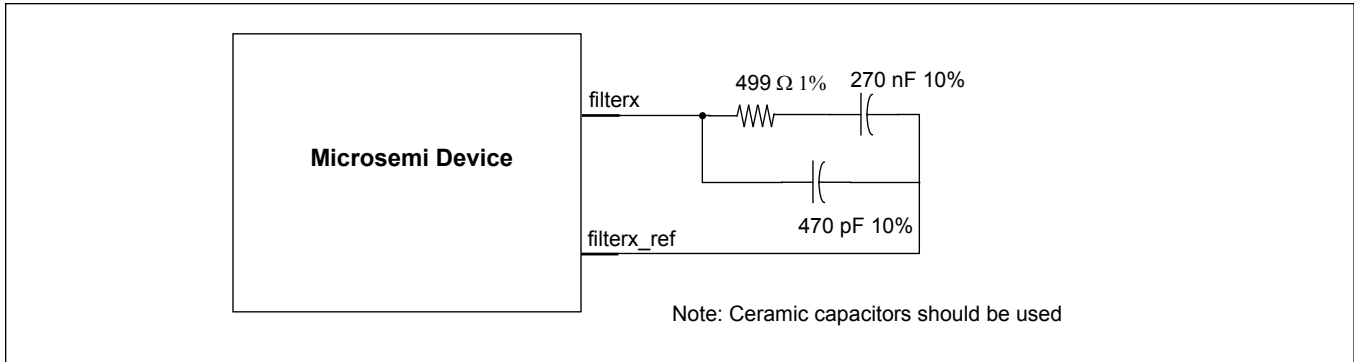 499 Ω 1%
270 nF 10%
filterx
Microsemi Device
470 pF 10%
filterx_ref
Note: Ceramic capacitors should be used